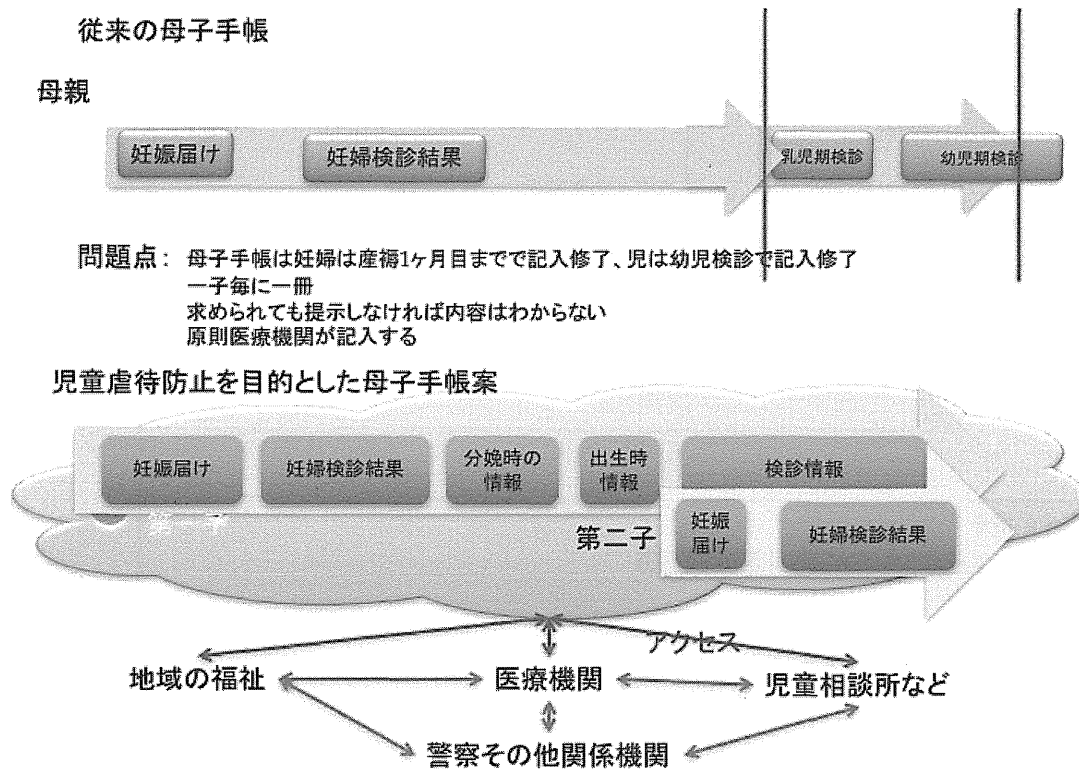 従来の母子手帳
母親
妊娠届け
妊婦検診結果
乳児期検診
幼児期検診
問題点： 母子手帳は妊婦は産褥1ヶ月目までで記入修了、児は幼児検診で記入修了
一子毎に一冊
求められても提示しなければ内容はわからない
原則医療機関が記入する
児童虐待防止を目的とした母子手帳案
妊娠届け
妊婦検診結果
分娩時の
情報
出生時
情報
検診情報
第一子
第二子
妊娠
届け
妊婦検診結果
アクセス
地域の福祉
医療機関
児童相談所など
警察その他関係機関